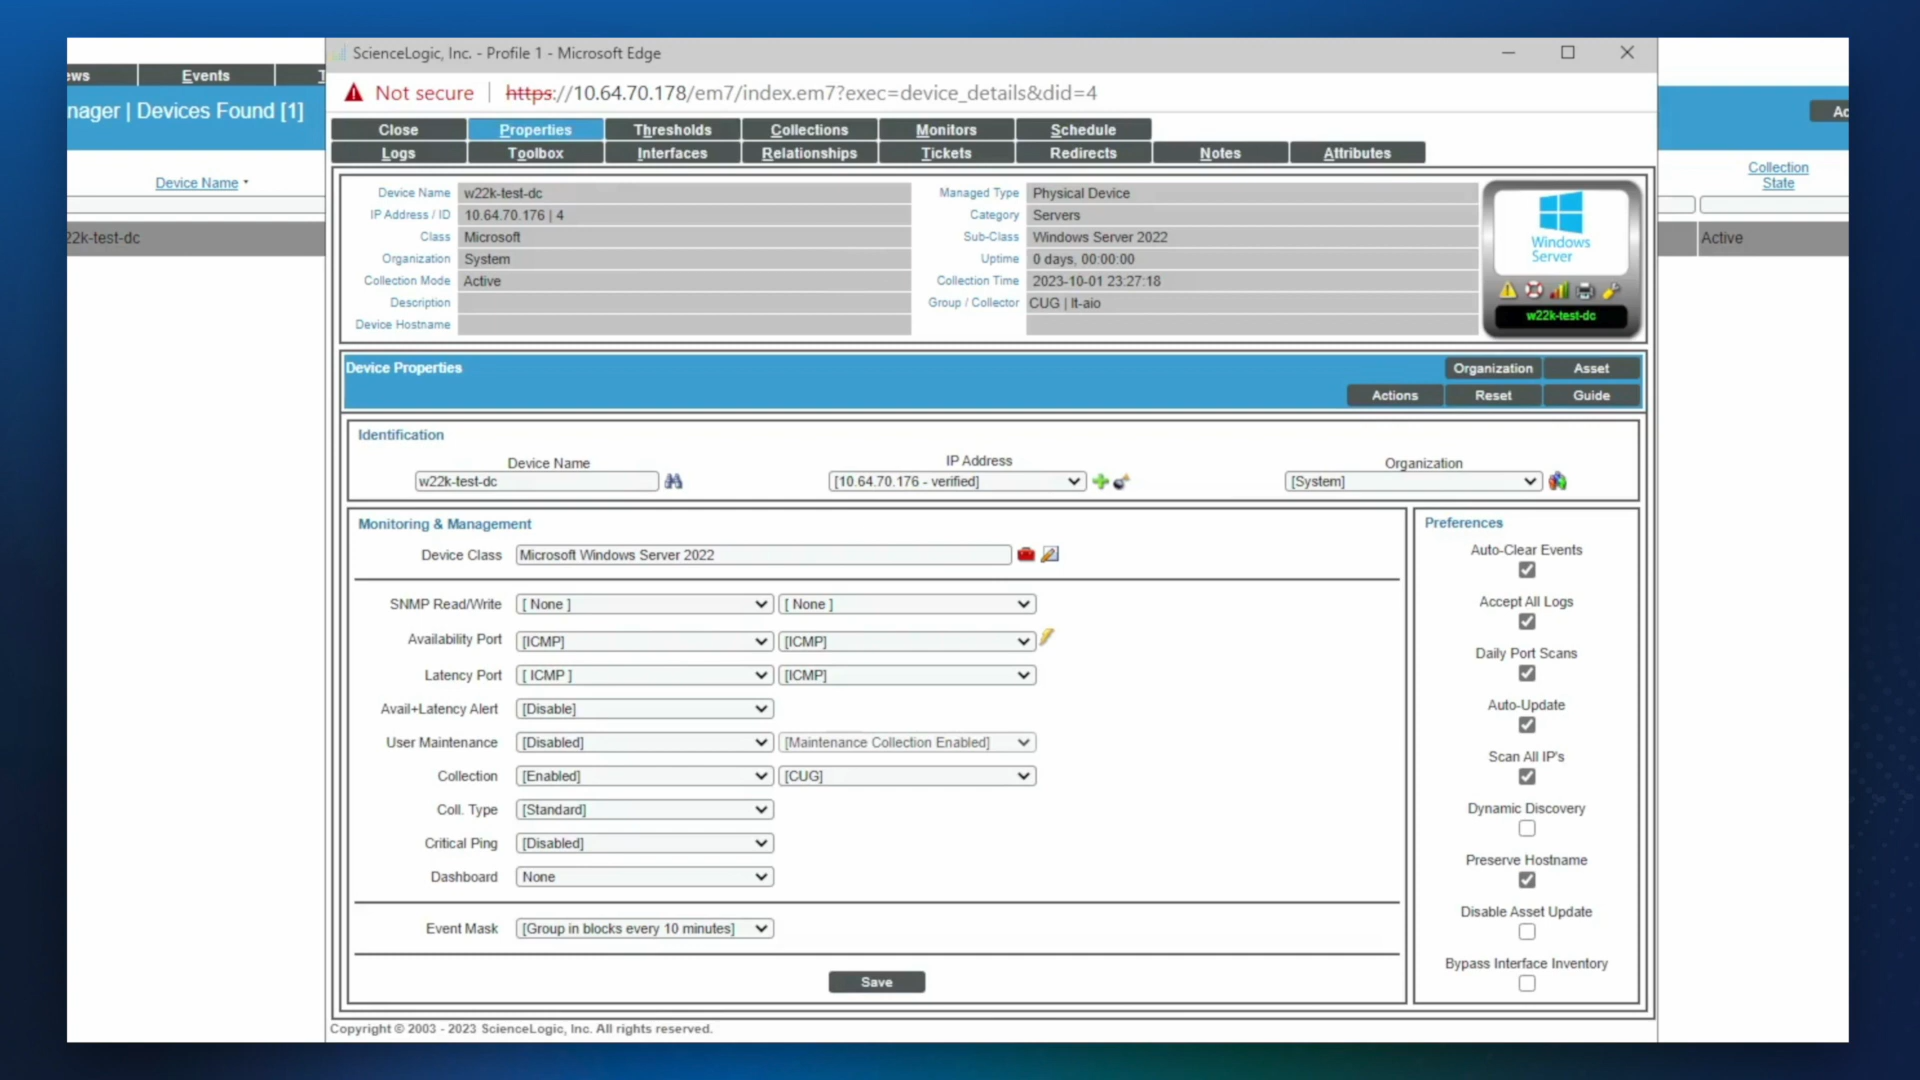 ScienceLogic, Inc. - Profile 1 - Microsoft Edge
ews Events T
Not secure https://10.64.70.178/em7/index.em7?exec=device_details&did=4
nager | Devices Found [1]
Ac
Close Properties Thresholds Collections Monitors Schedule
Logs Toolbox Interfaces Relationships Tickets Redirects Notes Attributes
Device Name
Collection
State
22k-test-dc
Active
Device Name w22k-test-dc Managed Type Physical Device
IP Address / ID 10.64.70.176 | 4 Category Servers
Class Microsoft Sub-Class Windows Server 2022
Organization System Uptime 0 days, 00:00:00
Collection Mode Active Collection Time 2023-10-01 23:27:18
Description Group / Collector CUG | lt-aio
Device Hostname
Windows
Server
w22k-test-dc
Device Properties
Organization Asset
Actions Reset Guide
Identification
Device Name IP Address Organization
w22k-test-dc [10.64.70.176 - verified] [System]
Monitoring & Management
Device Class Microsoft Windows Server 2022
SNMP Read/Write [ None ] [ None ]
Availability Port [ICMP] [ICMP]
Latency Port [ ICMP ] [ICMP]
Avail+Latency Alert [Disable]
User Maintenance [Disabled] [Maintenance Collection Enabled]
Collection [Enabled] [CUG]
Coll. Type [Standard]
Critical Ping [Disabled]
Dashboard None
Event Mask [Group in blocks every 10 minutes]
Save
Preferences
Auto-Clear Events
Accept All Logs
Daily Port Scans
Auto-Update
Scan All IP's
Dynamic Discovery
Preserve Hostname
Disable Asset Update
Bypass Interface Inventory
Copyright © 2003 - 2023 ScienceLogic, Inc. All rights reserved.